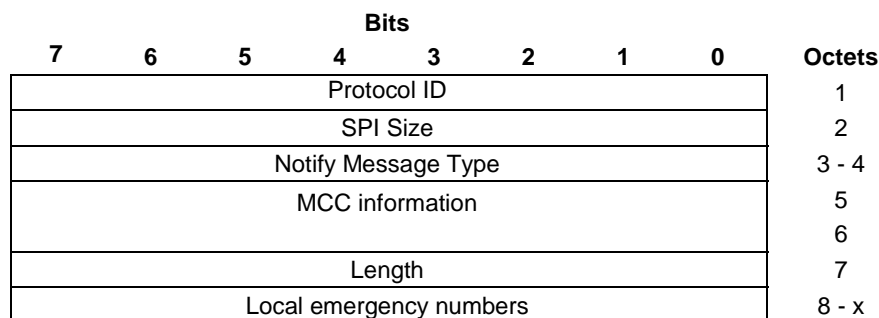 Bits
7 6 5 4 3 2 1 0 Octets
Protocol ID 1
SPI Size 2
Notify Message Type 3 - 4
MCC information 5
6
Length 7
Local emergency numbers 8 - x